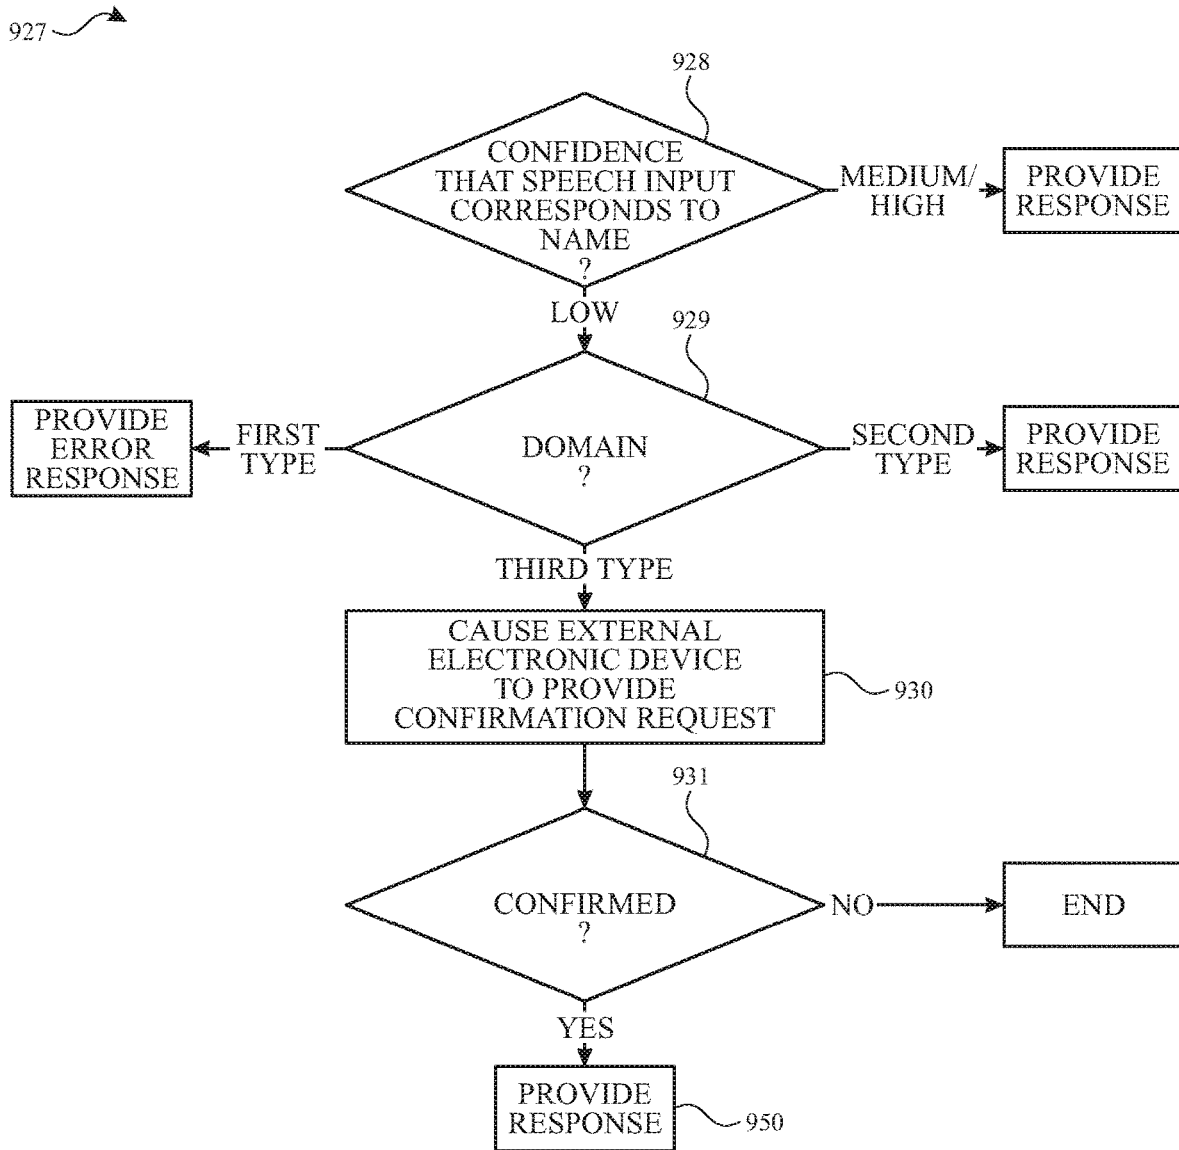 927
928
CONFIDENCE
THAT SPEECH INPUT
CORRESPONDS TO
NAME
?
MEDIUM/
HIGH
PROVIDE
RESPONSE
LOW
929
PROVIDE
ERROR
RESPONSE
FIRST
TYPE
DOMAIN
?
SECOND
TYPE
PROVIDE
RESPONSE
THIRD TYPE
CAUSE EXTERNAL
ELECTRONIC DEVICE
TO PROVIDE
CONFIRMATION REQUEST
930
931
CONFIRMED
?
NO
END
YES
PROVIDE
RESPONSE
950